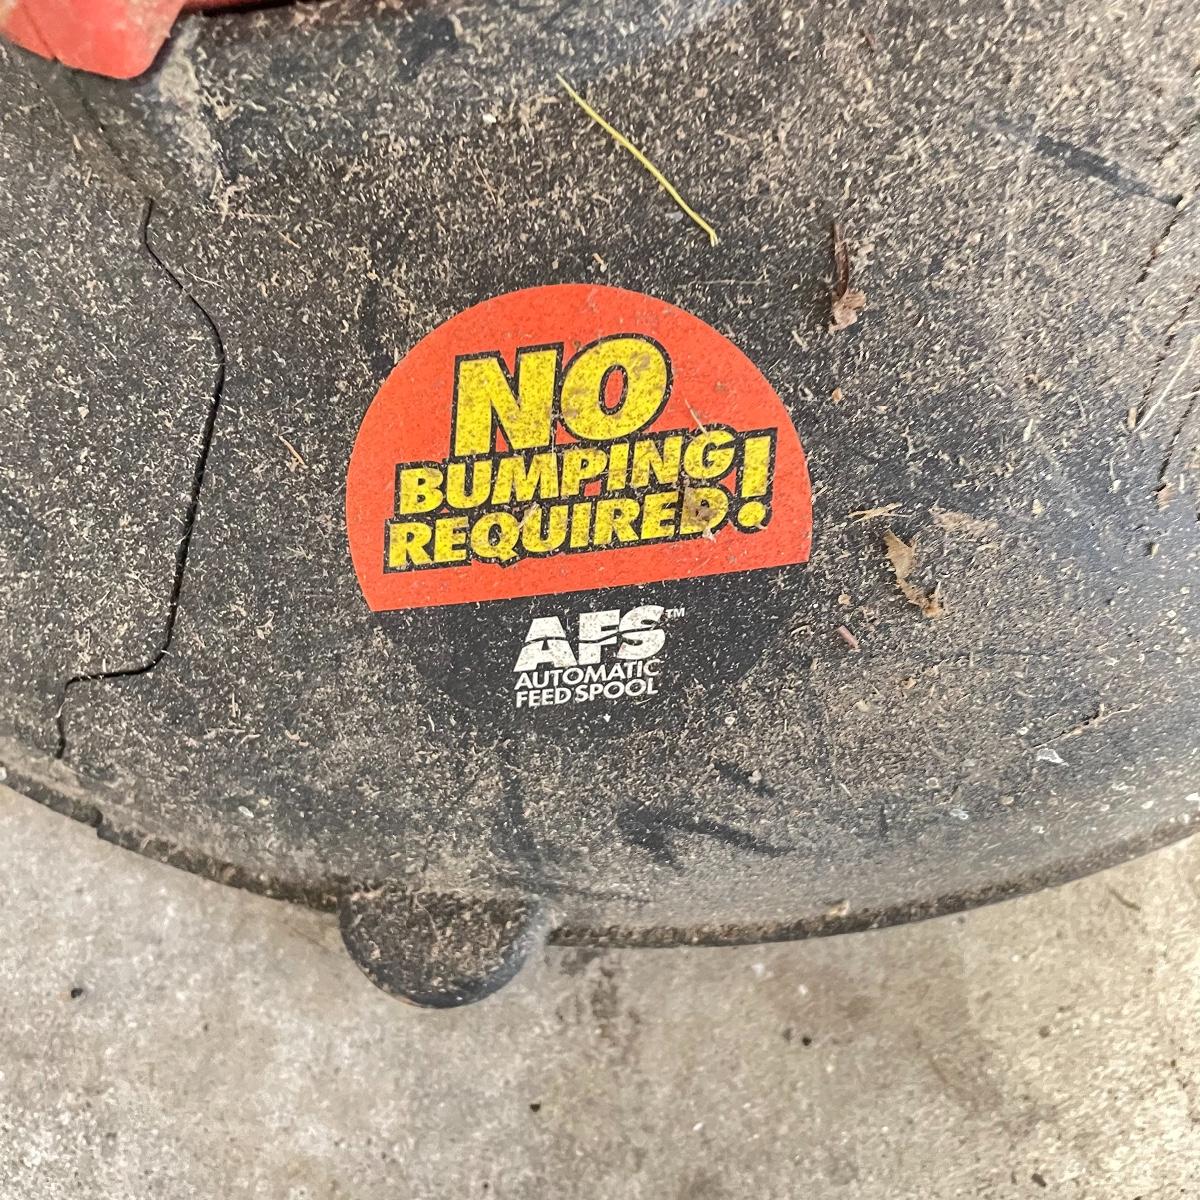 NO
BUMPING
REQUIRED!
AFS™
AUTOMATIC
FEED SPOOL